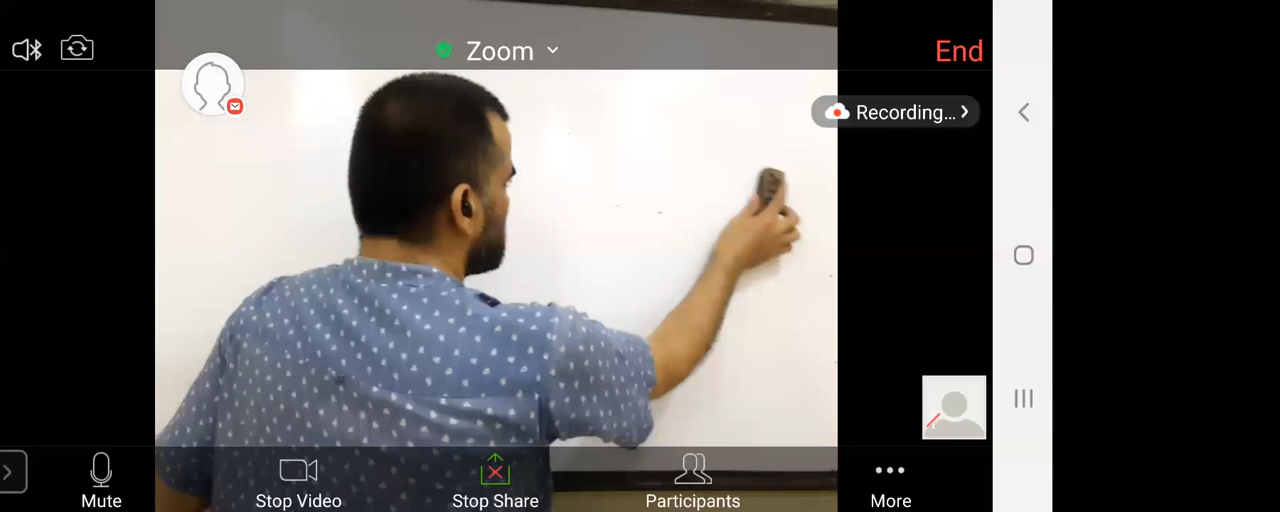 Zoom
End
Recording...
Mute
Stop Video
Stop Share
Participants
More